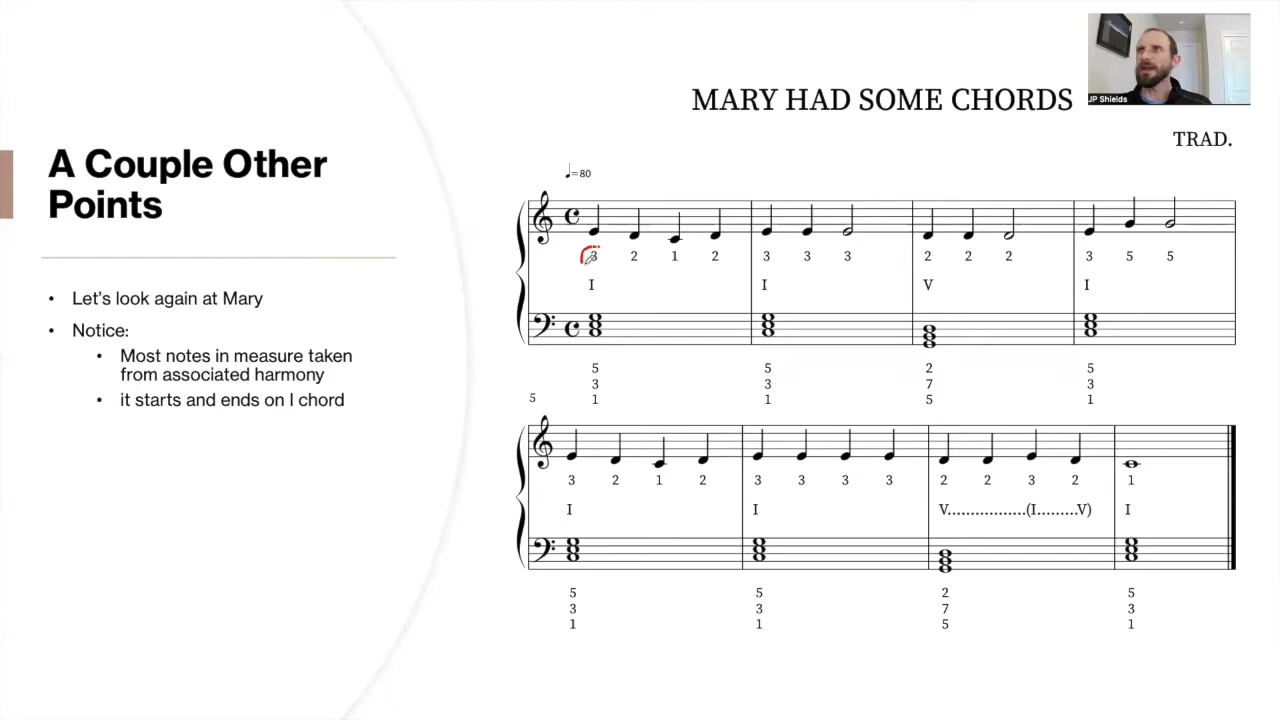 A Couple Other
Points
• Let's look again at Mary
• Notice:
• Most notes in measure taken
from associated harmony
• it starts and ends on I chord
MARY HAD SOME CHORDS
JP Shields
TRAD.
♩=80
3 2 1 2 3 3 3 2 2 2 3 5 5
I I V I
5 5 2 5
3 3 7 3
1 1 5 1
5
3 2 1 2 3 3 3 3 2 2 3 2 1
I I V.................(I.........V) I
5 5 2 5
3 3 7 3
1 1 5 1